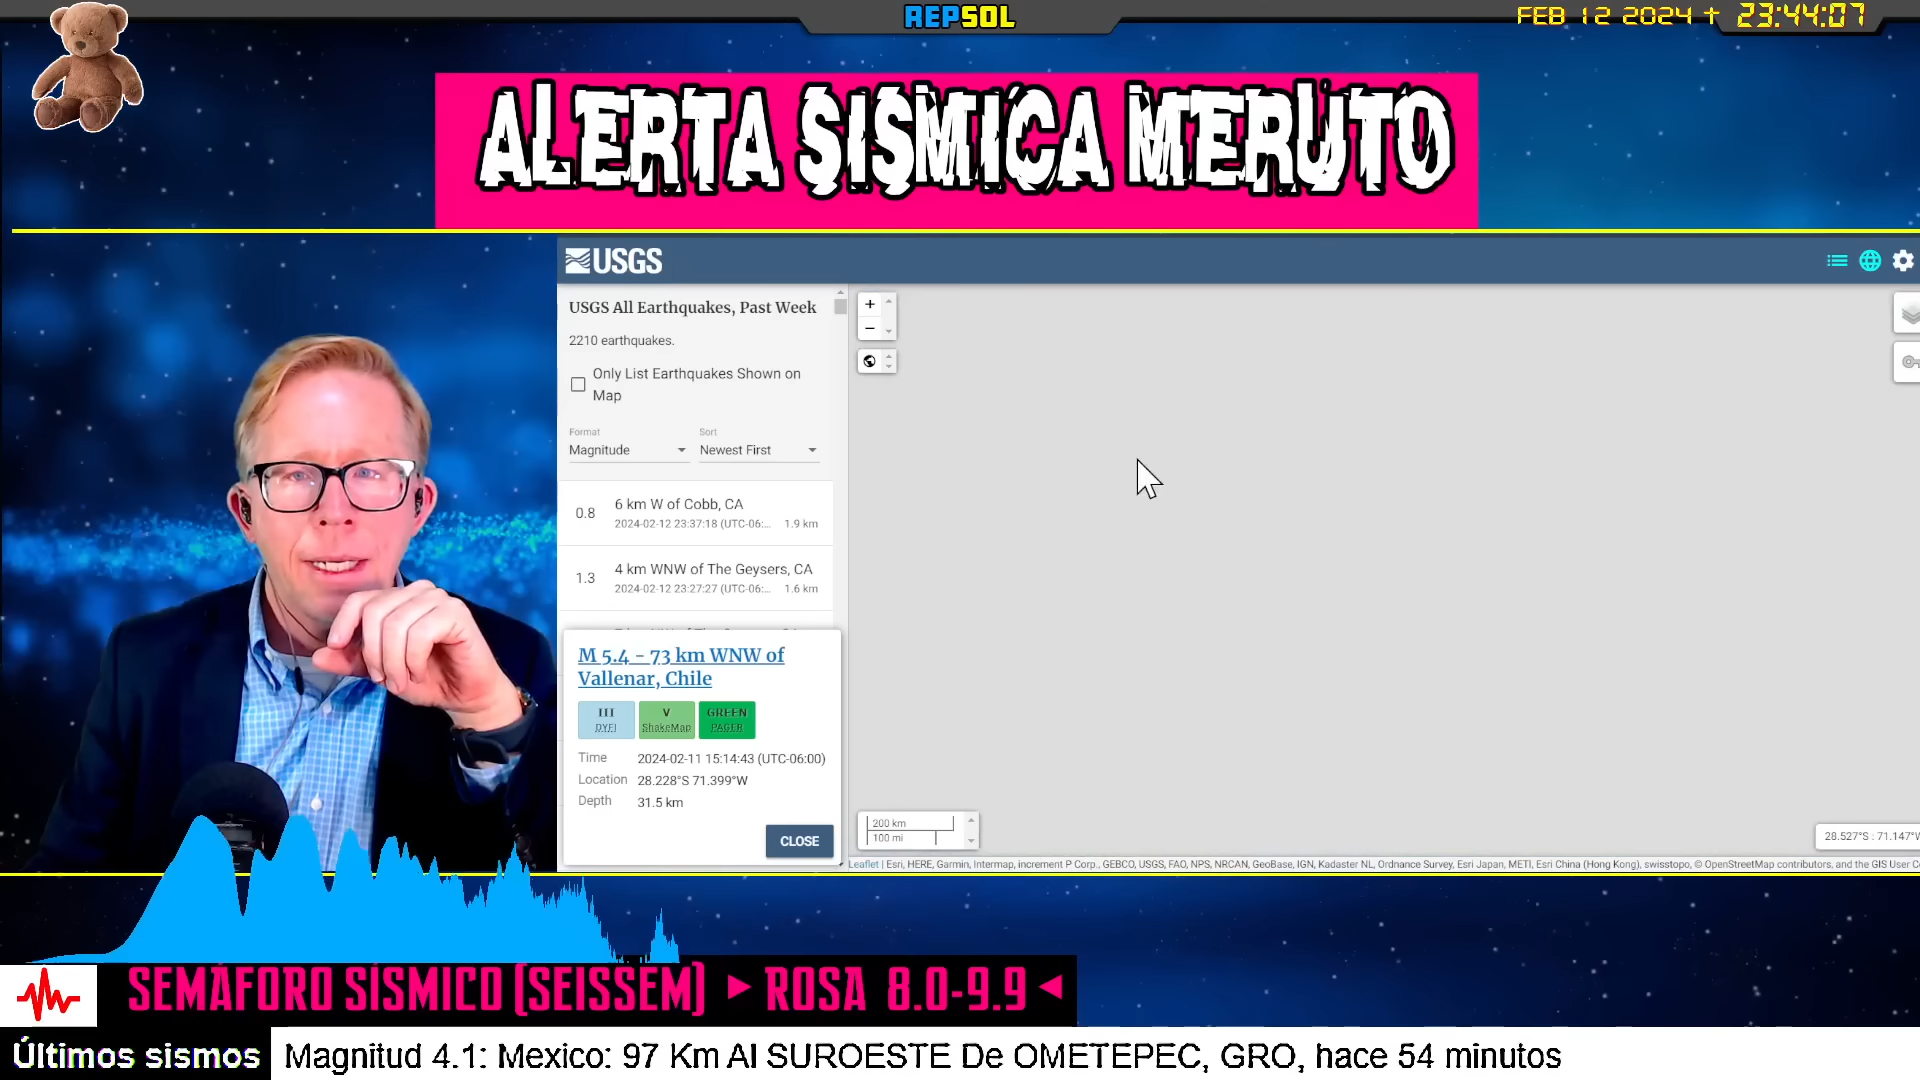 REPSOL
FEB 12 2024 † 23:44:07
ALERTA SISMICA MERUTO
USGS
USGS All Earthquakes, Past Week
2210 earthquakes.
Only List Earthquakes Shown on
Map
Format
Sort
Magnitude
Newest First
0.8
6 km W of Cobb, CA
2024-02-12 23:37:18 (UTC-06:...
1.9 km
1.3
4 km WNW of The Geysers, CA
2024-02-12 23:27:27 (UTC-06:...
1.6 km
M 5.4 - 73 km WNW of
Vallenar, Chile
III
DYFI
V
ShakeMap
GREEN
PAGER
Time 2024-02-11 15:14:43 (UTC-06:00)
Location 28.228°S 71.399°W
Depth 31.5 km
CLOSE
+
−
200 km
100 mi
28.527°S : 71.147°W
Leaflet | Esri, HERE, Garmin, Intermap, increment P Corp., GEBCO, USGS, FAO, NPS, NRCAN, GeoBase, IGN, Kadaster NL, Ordnance Survey, Esri Japan, METI, Esri China (Hong Kong), swisstopo, © OpenStreetMap contributors, and the GIS User Co
SEMÁFORO SÍSMICO (SEISSEM) ► ROSA 8.0-9.9 ◄
Últimos sismos
Magnitud 4.1: Mexico: 97 Km Al SUROESTE De OMETEPEC, GRO, hace 54 minutos